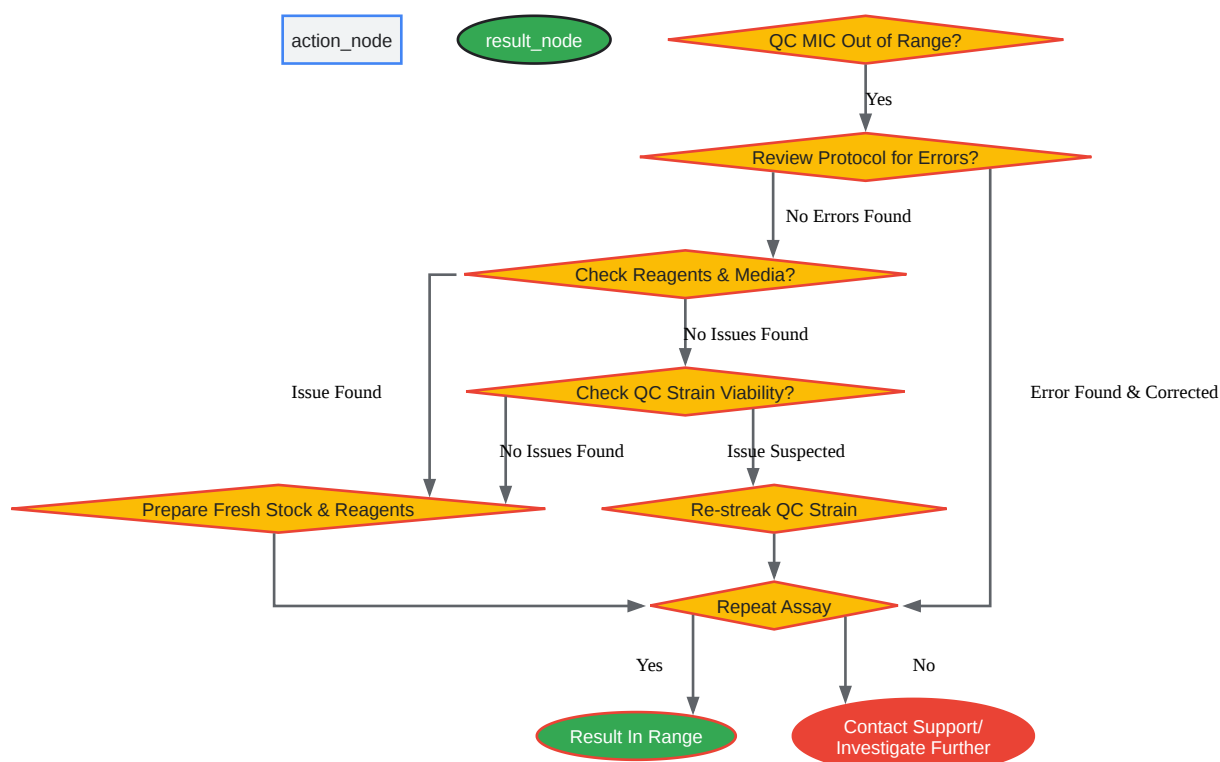 action_node
result_node
QC MIC Out of Range?
Yes
Review Protocol for Errors?
No Errors Found
Check Reagents & Media?
No Issues Found
Issue Found
Check QC Strain Viability?
Error Found & Corrected
No Issues Found
Issue Suspected
Prepare Fresh Stock & Reagents
Re-streak QC Strain
Repeat Assay
Yes
No
Result In Range
Contact Support/
Investigate Further